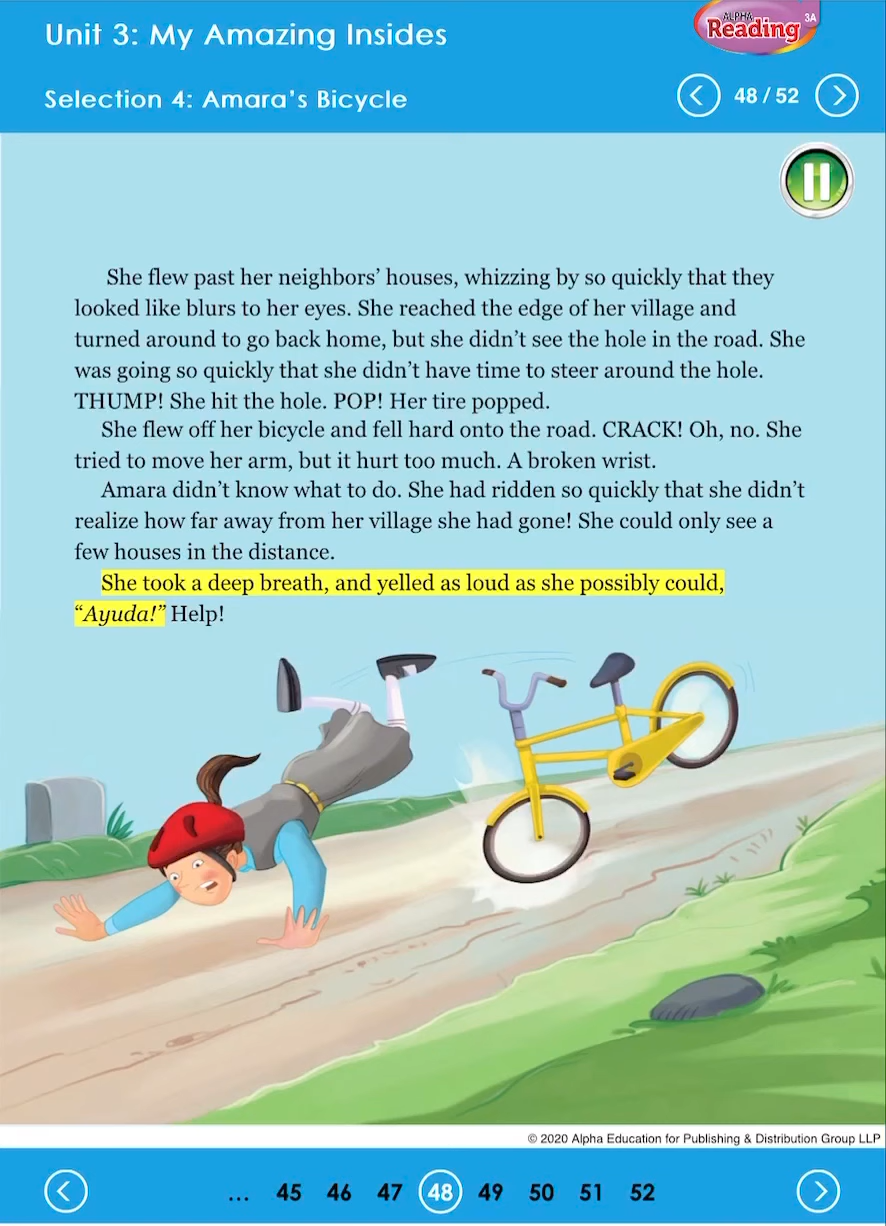 Unit 3: My Amazing Insides
ALPHA
Reading 3A
Selection 4: Amara's Bicycle
48 / 52
She flew past her neighbors' houses, whizzing by so quickly that they
looked like blurs to her eyes. She reached the edge of her village and
turned around to go back home, but she didn't see the hole in the road. She
was going so quickly that she didn't have time to steer around the hole.
THUMP! She hit the hole. POP! Her tire popped.
She flew off her bicycle and fell hard onto the road. CRACK! Oh, no. She
tried to move her arm, but it hurt too much. A broken wrist.
Amara didn't know what to do. She had ridden so quickly that she didn't
realize how far away from her village she had gone! She could only see a
few houses in the distance.
She took a deep breath, and yelled as loud as she possibly could,
“Ayuda!” Help!
© 2020 Alpha Education for Publishing & Distribution Group LLP
... 45 46 47 48 49 50 51 52